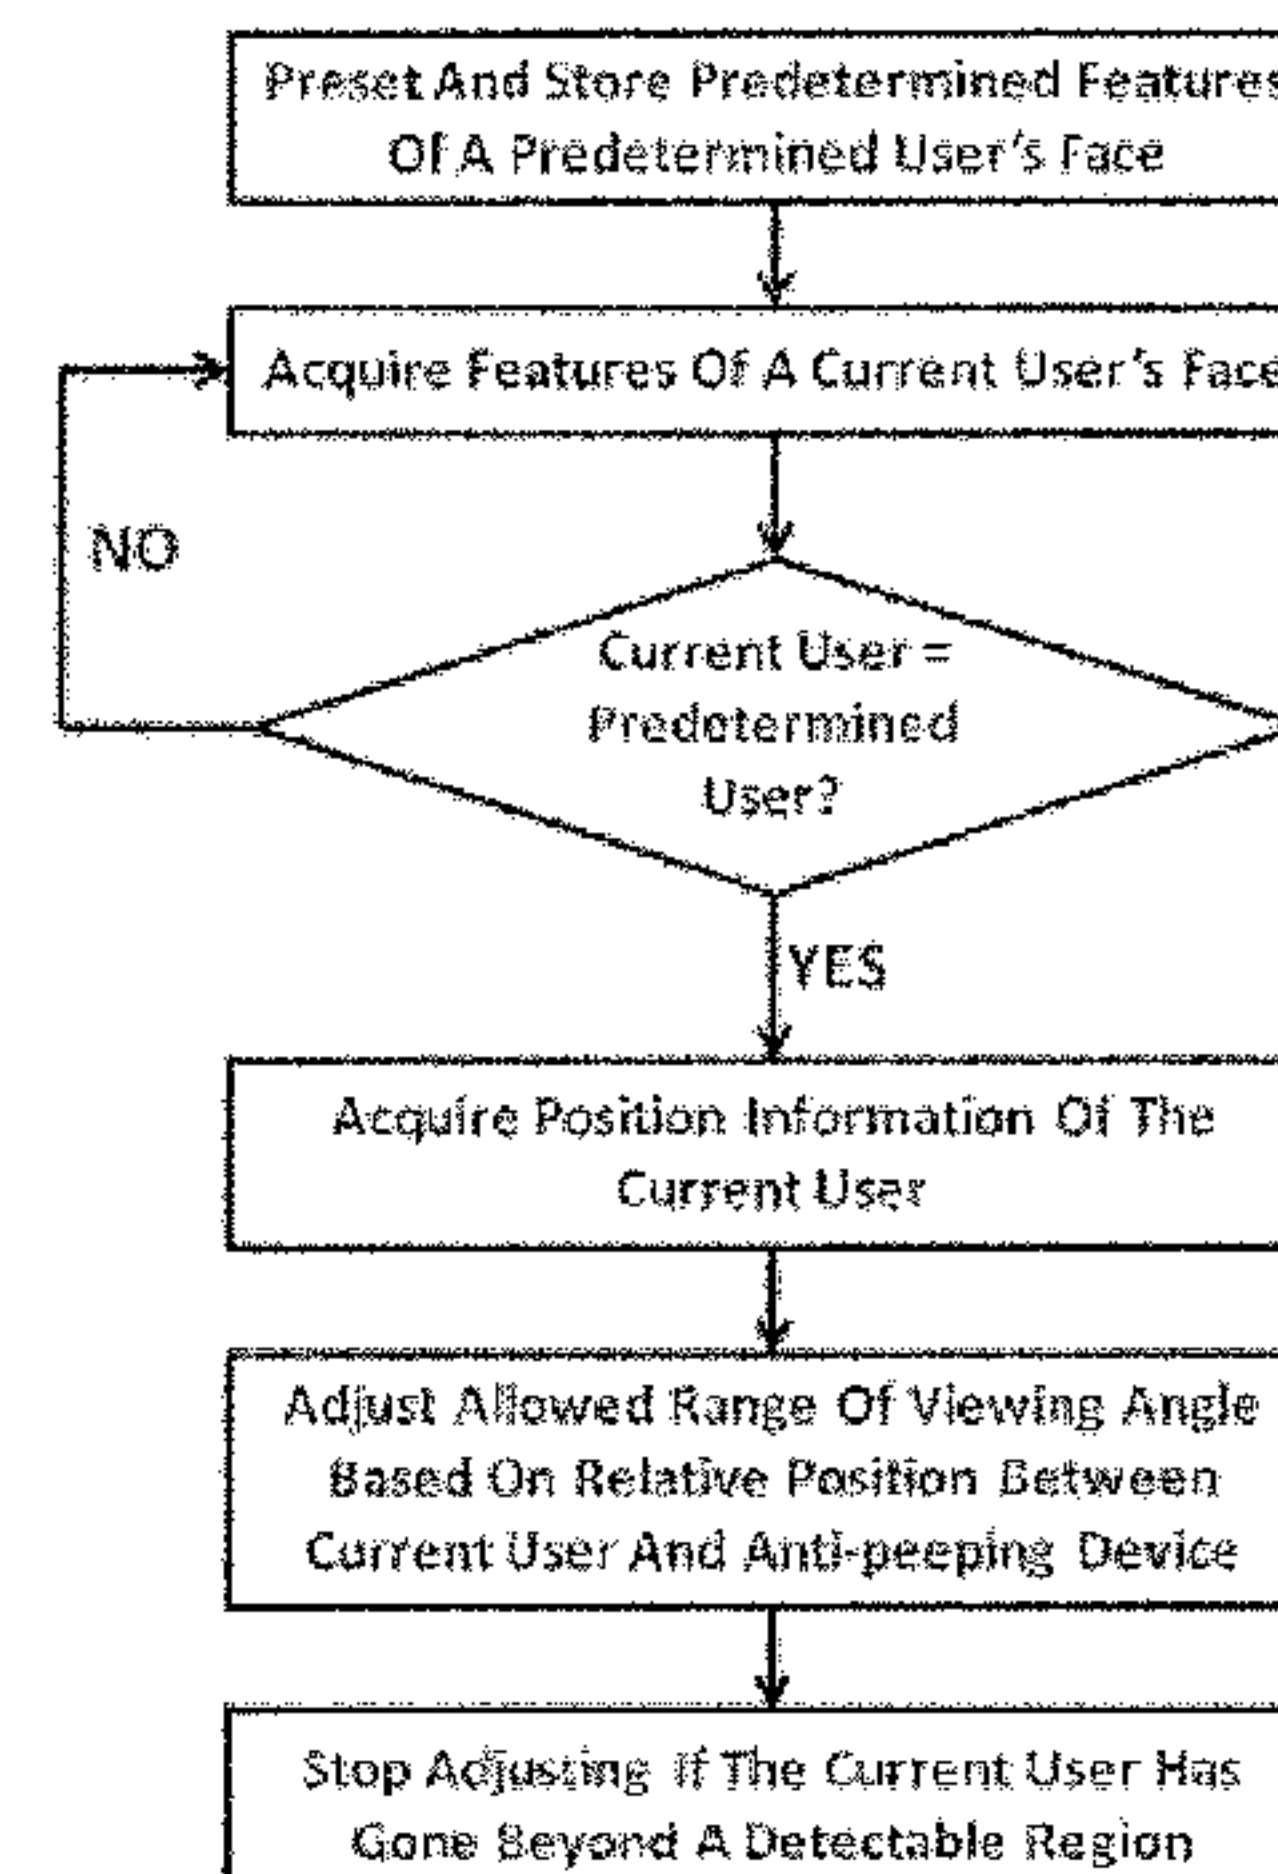 Preset And Store Predetermined Features
Of A Predetermined User's Face
Acquire Features Of A Current User's Face
NO
Current User =
Predetermined
User?
YES
Acquire Position Information Of The
Current User
Adjust Allowed Range Of Viewing Angle
Based On Relative Position Between
Current User And Anti-peeping Device
Stop Adjusting If The Current User Has
Gone Beyond A Detectable Region